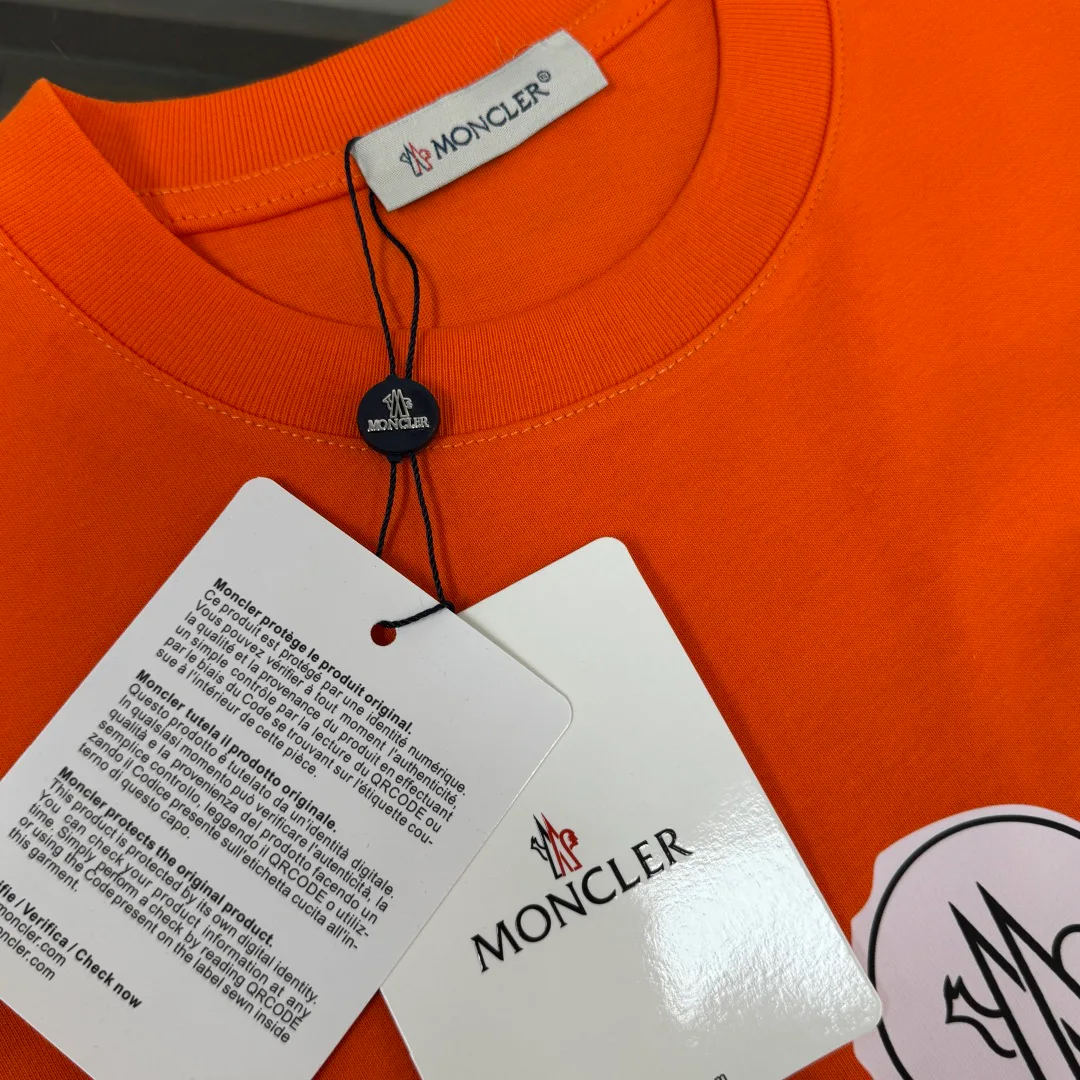 MONCLER®
MONCLER
Moncler protège le produit original.
Ce produit est protégé par une identité numérique.
Vous pouvez vérifier à tout moment l'authenticité,
la qualité et la provenance du produit en effectuant
un simple contrôle par la lecture du QRCODE ou
par le biais du Code se trouvant sur l'étiquette cou-
sue à l'intérieur de cette pièce.
Moncler tutela il prodotto originale.
Questo prodotto è tutelato da un'identità digitale.
In qualsiasi momento può verificare l'autenticità, la
qualità e la provenienza del prodotto facendo un
semplice controllo, leggendo il QRCODE o utiliz-
zando il Codice presente sull'etichetta cucita all'in-
terno di questo capo.
Moncler protects the original product.
This product is protected by its own digital identity.
You can check your product information at any
time. Simply perform a check by reading QRCODE
or using the Code present on the label sewn inside
this garment.
/ Verifica / Check now
MONCLER